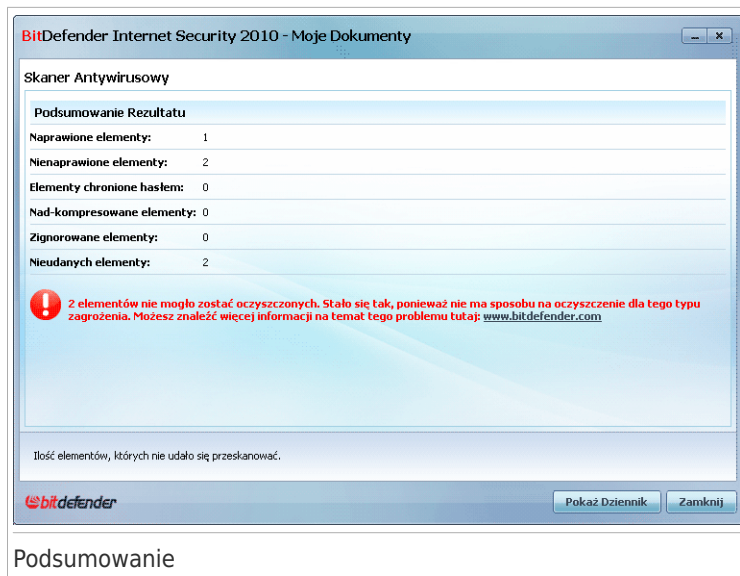 BitDefender Internet Security 2010 - Moje Dokumenty
Skaner Antywirusowy
Podsumowanie Rezultatu
Naprawione elementy: 1
Nienaprawione elementy: 2
Elementy chronione hasłem: 0
Nad-kompresowane elementy: 0
Zignorowane elementy: 0
Nieudanych elementy: 2
2 elementów nie mogło zostać oczyszczonych. Stało się tak, ponieważ nie ma sposobu na oczyszczenie dla tego typu
zagrożenia. Możesz znaleźć więcej informacji na temat tego problemu tutaj: www.bitdefender.com
Ilość elementów, których nie udało się przeskanować.
bitdefender
Pokaż Dziennik Zamknij
Podsumowanie